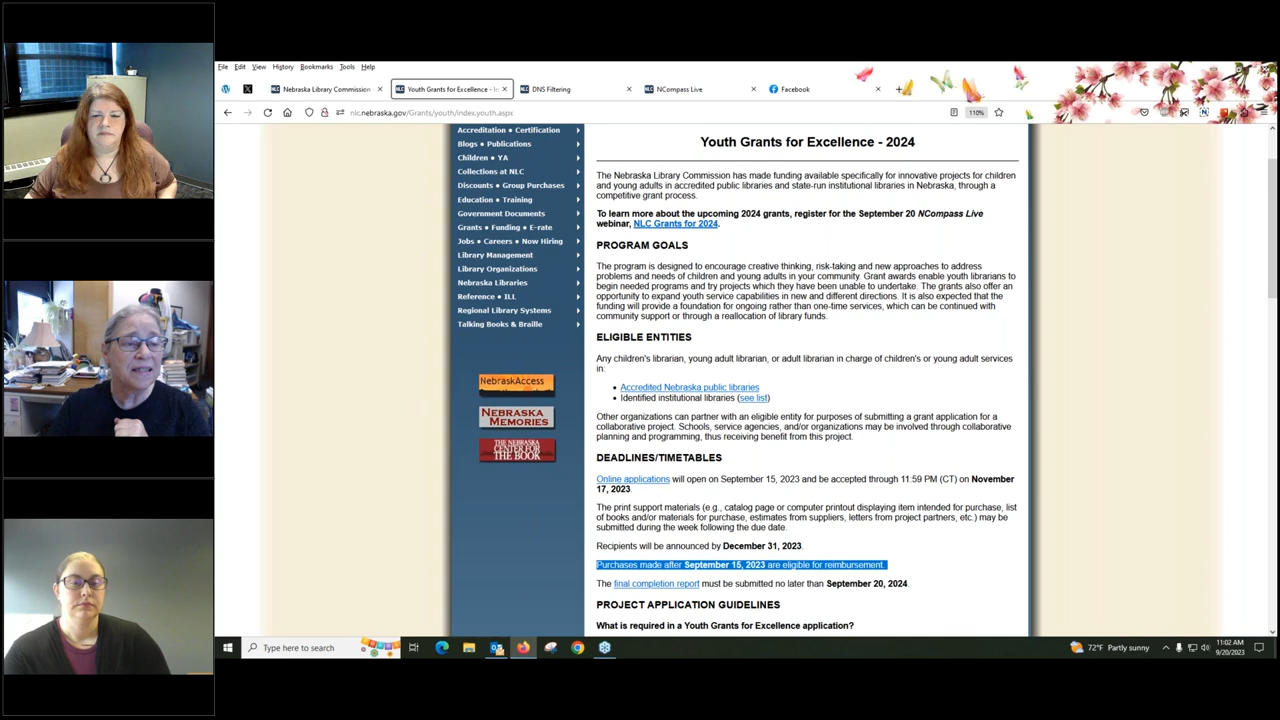 File Edit View History Bookmarks Tools Help
Nebraska Library Commission -
Youth Grants for Excellence - In
DNS Filtering
NCompass Live
Facebook
nlc.nebraska.gov/Grants/youth/index.youth.aspx
110%
Accreditation • Certification
Blogs • Publications
Children • YA
Collections at NLC
Discounts • Group Purchases
Education • Training
Government Documents
Grants • Funding • E-rate
Jobs • Careers • Now Hiring
Library Management
Library Organizations
Nebraska Libraries
Reference • ILL
Regional Library Systems
Talking Books & Braille
NebraskAccess
NEBRASKA
MEMORIES
THE NEBRASKA
CENTER FOR
THE BOOK
Youth Grants for Excellence - 2024
The Nebraska Library Commission has made funding available specifically for innovative projects for children
and young adults in accredited public libraries and state-run institutional libraries in Nebraska, through a
competitive grant process.
To learn more about the upcoming 2024 grants, register for the September 20 NCompass Live
webinar, NLC Grants for 2024.
PROGRAM GOALS
The program is designed to encourage creative thinking, risk-taking and new approaches to address
problems and needs of children and young adults in your community. Grant awards enable youth librarians to
begin needed programs and try projects which they have been unable to undertake. The grants also offer an
opportunity to expand youth service capabilities in new and different directions. It is also expected that the
funding will provide a foundation for ongoing rather than one-time services, which can be continued with
community support or through a reallocation of library funds.
ELIGIBLE ENTITIES
Any children's librarian, young adult librarian, or adult librarian in charge of children's or young adult services
in:
• Accredited Nebraska public libraries
• Identified institutional libraries (see list)
Other organizations can partner with an eligible entity for purposes of submitting a grant application for a
collaborative project. Schools, service agencies, and/or organizations may be involved through collaborative
planning and programming, thus receiving benefit from this project.
DEADLINES/TIMETABLES
Online applications will open on September 15, 2023 and be accepted through 11:59 PM (CT) on November
17, 2023.
The print support materials (e.g., catalog page or computer printout displaying item intended for purchase, list
of books and/or materials for purchase, estimates from suppliers, letters from project partners, etc.) may be
submitted during the week following the due date.
Recipients will be announced by December 31, 2023.
Purchases made after September 15, 2023 are eligible for reimbursement.
The final completion report must be submitted no later than September 20, 2024.
PROJECT APPLICATION GUIDELINES
What is required in a Youth Grants for Excellence application?
Type here to search
72°F Partly sunny
11:02 AM
9/20/2023